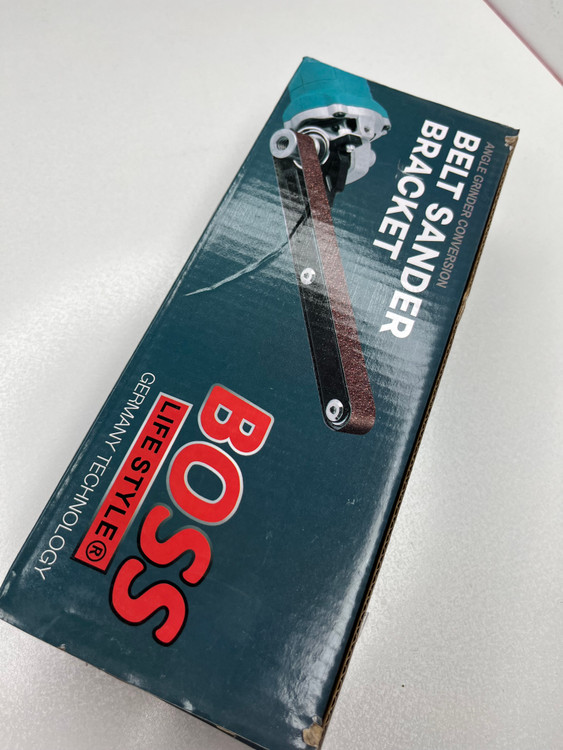 ANGLE GRINDER CONVERSION
BELT SANDER
BRACKET
BOSS
LIFE STYLE®
GERMANY TECHNOLOGY